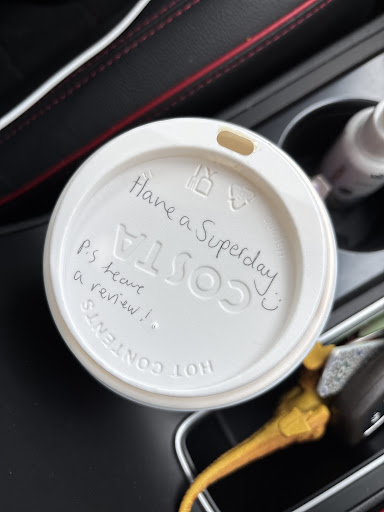 Have a Superday :)
P.S Leave
a review!.
COSTA
HOT CONTENTS